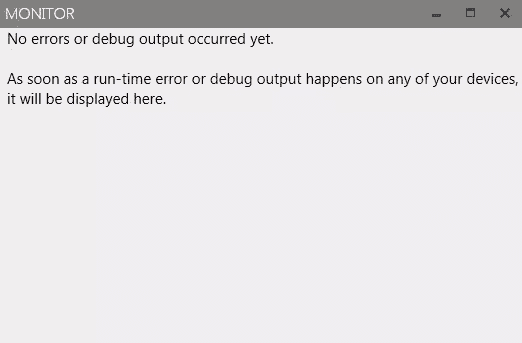 MONITOR
No errors or debug output occurred yet.
As soon as a run-time error or debug output happens on any of your devices,
it will be displayed here.